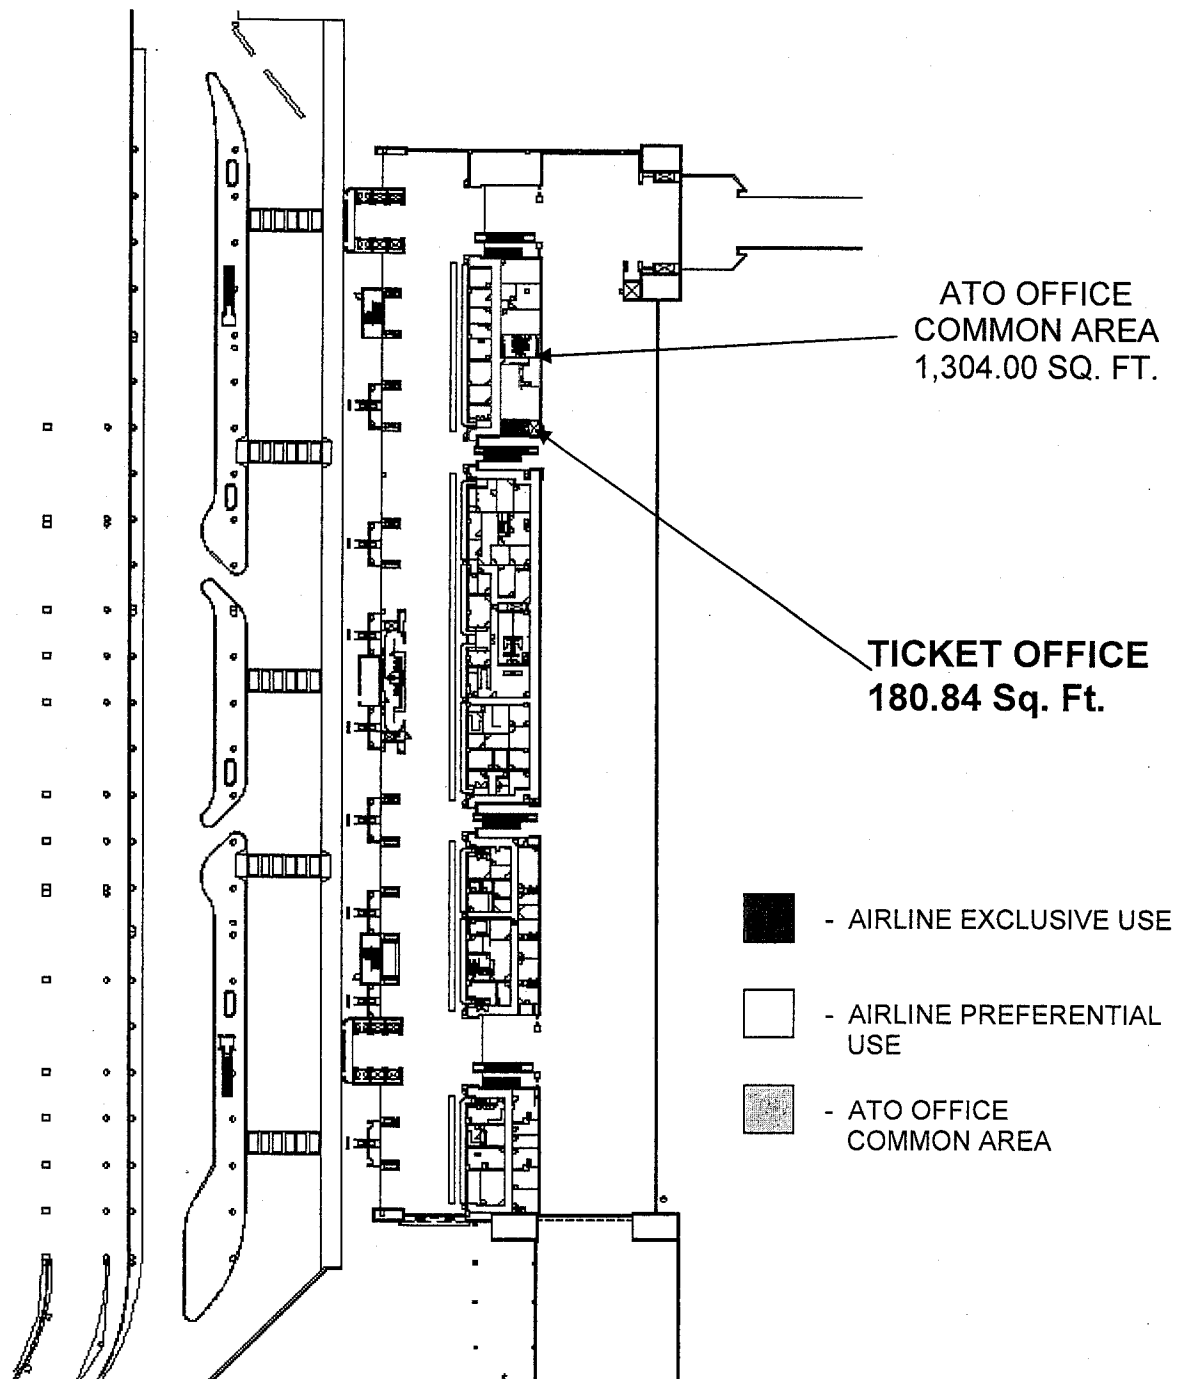 ATO OFFICE
COMMON AREA
1,304.00 SQ. FT.
TICKET OFFICE
180.84 Sq. Ft.
- AIRLINE EXCLUSIVE USE
- AIRLINE PREFERENTIAL
USE
- ATO OFFICE
COMMON AREA